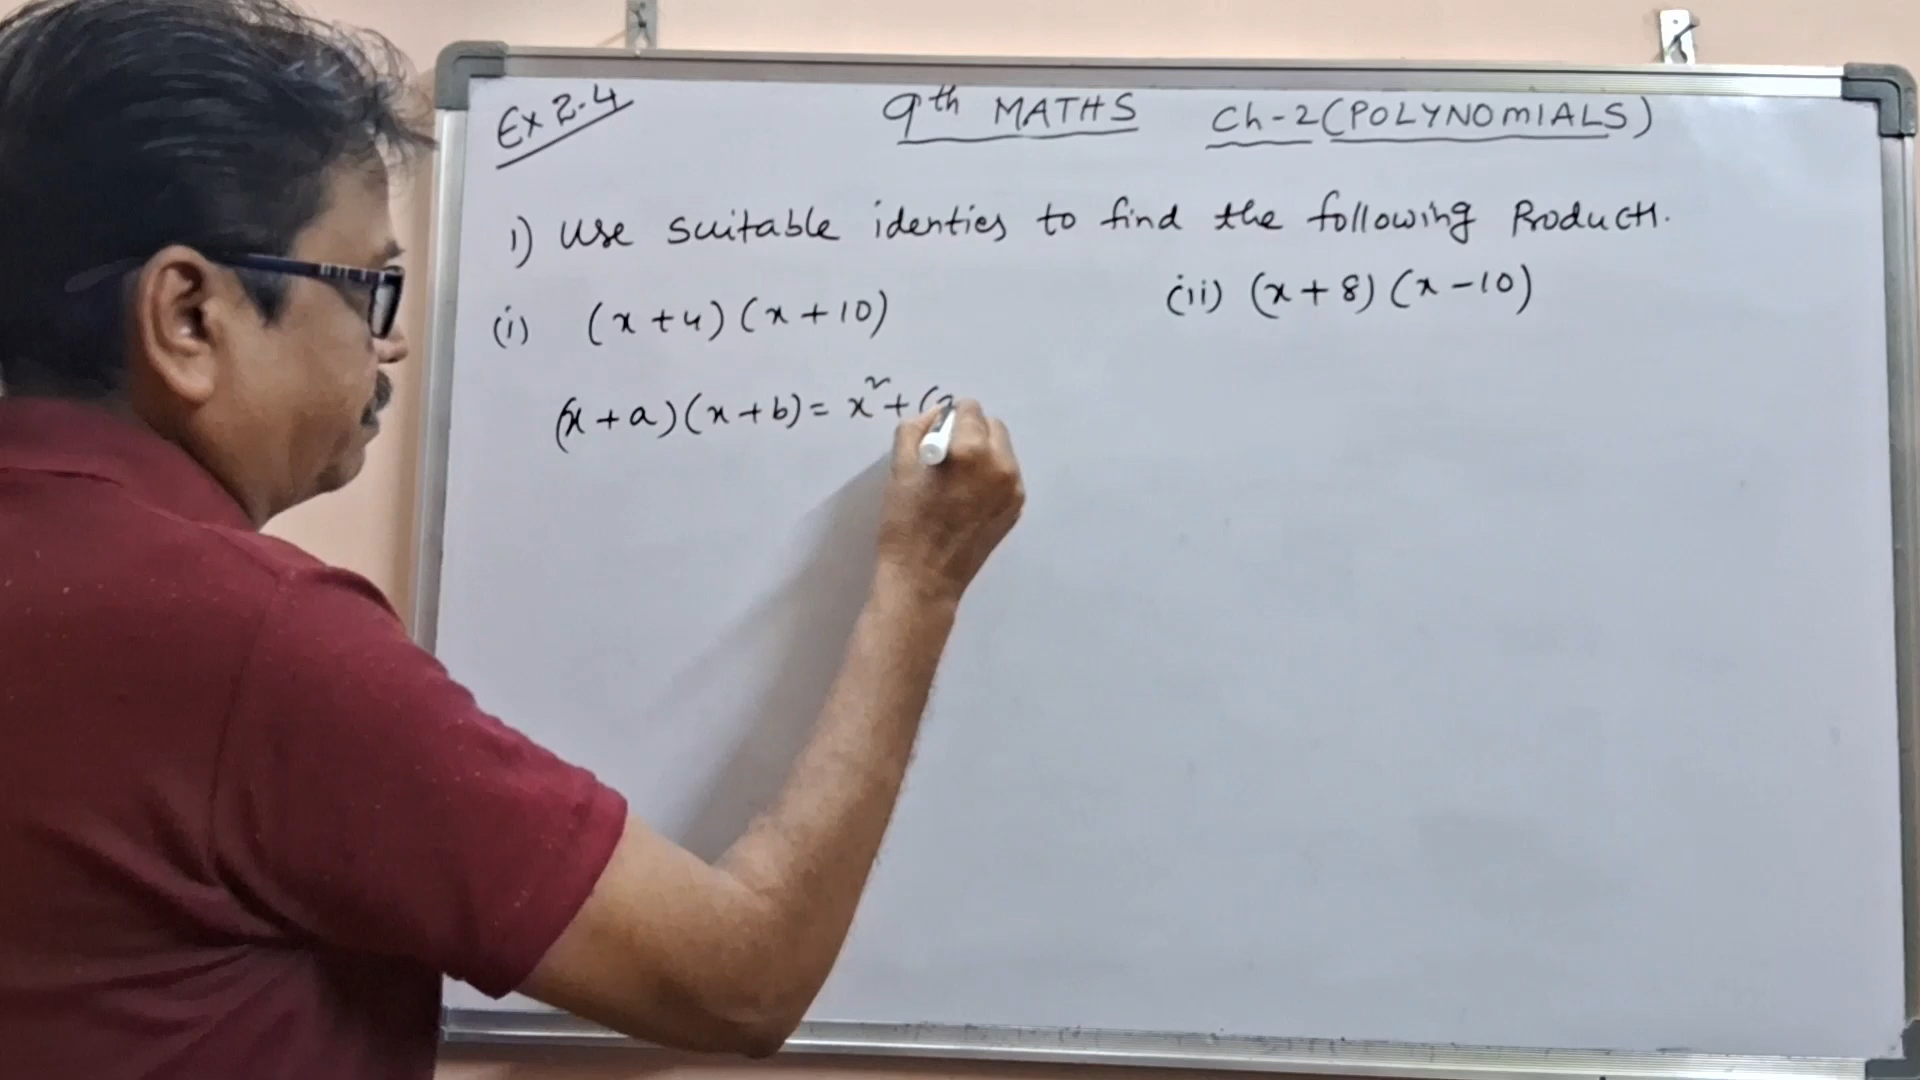 Ex 2.4
9th MATHS Ch-2 (POLYNOMIALS)
1) Use suitable identies to find the following Product.
(i) (x+4)(x+10)
(ii) (x+8)(x-10)
(x+a)(x+b) = x²+(